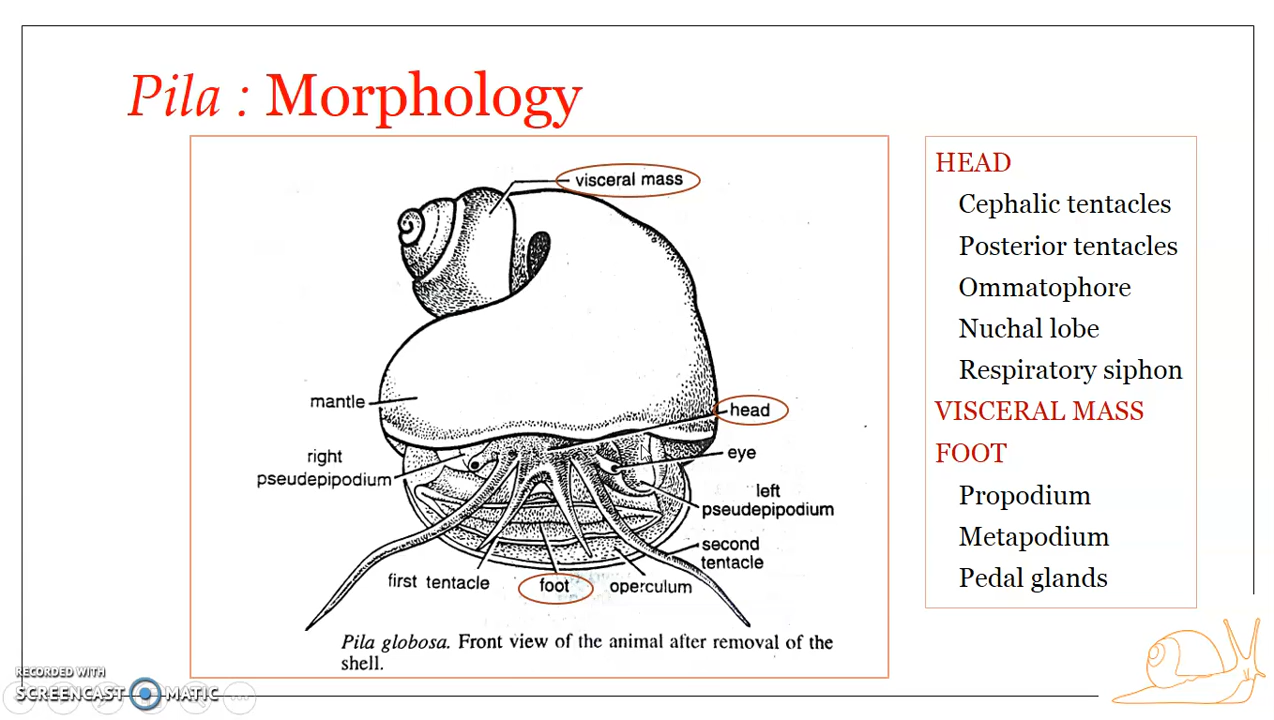 Pila : Morphology
visceral mass
mantle
head
right
pseudepipodium
eye
left
pseudepipodium
second
tentacle
first tentacle
foot
operculum
Pila globosa. Front view of the animal after removal of the
shell.
HEAD
Cephalic tentacles
Posterior tentacles
Ommatophore
Nuchal lobe
Respiratory siphon
VISCERAL MASS
FOOT
Propodium
Metapodium
Pedal glands
RECORDED WITH
SCREENCAST MATIC